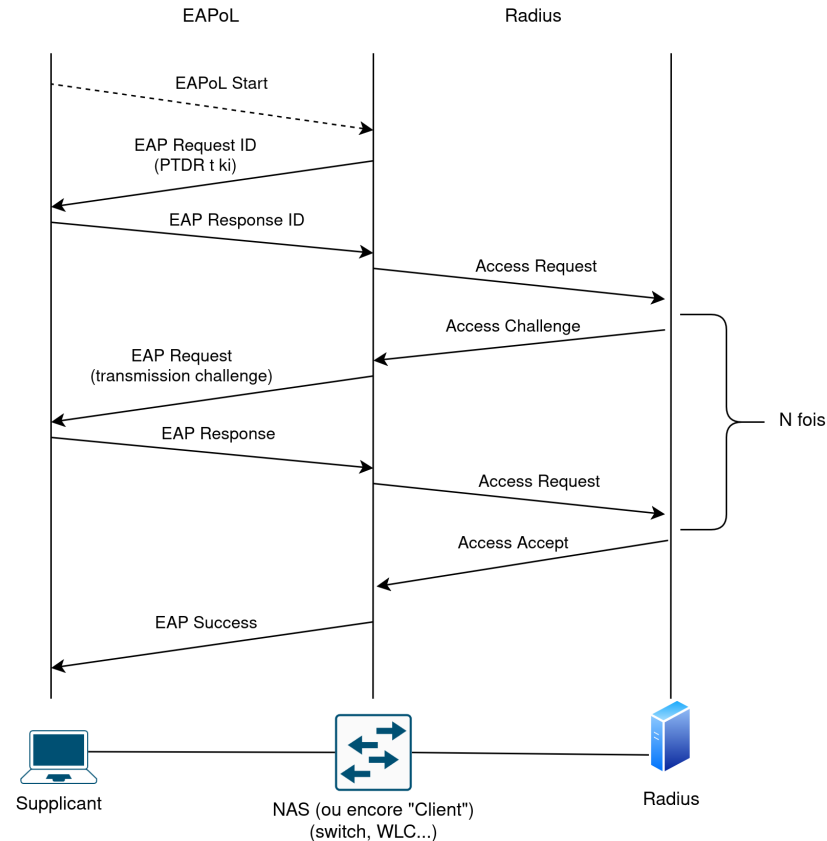 EAPoL
Radius
EAPoL Start
EAP Request ID
(PTDR t ki)
EAP Response ID
Access Request
Access Challenge
EAP Request
(transmission challenge)
EAP Response
N fois
Access Request
Access Accept
EAP Success
Supplicant
NAS (ou encore "Client")
(switch, WLC...)
Radius